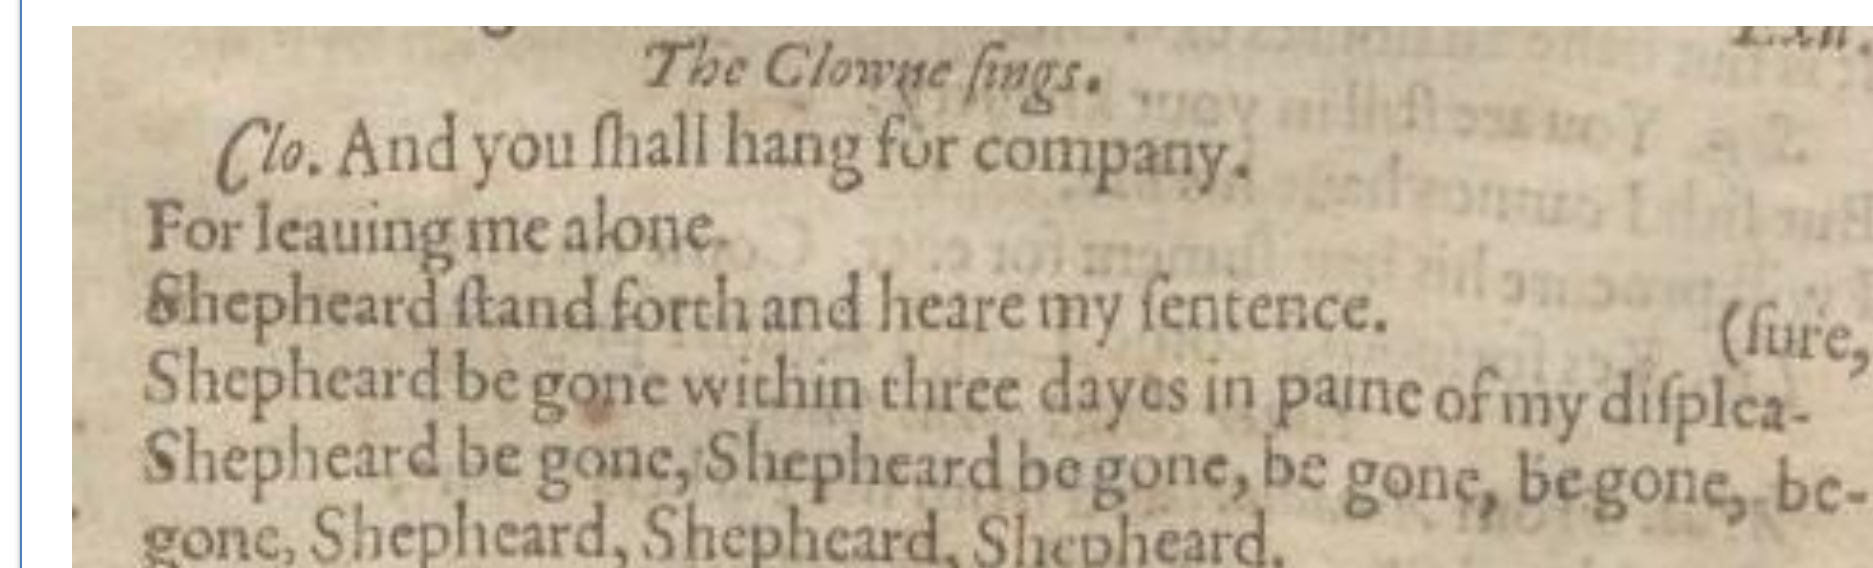 Exit.
The Clowne ſings.
Clo. And you ſhall hang for company.
For leauing me alone.
Shepheard ſtand forth and heare my ſentence.
(ſure,
Shepheard be gone within three dayes in paine of my diſplea-
Shepheard be gone, Shepheard be gone, be gone, be gone, be-
gone, Shepheard, Shepheard, Shepheard.